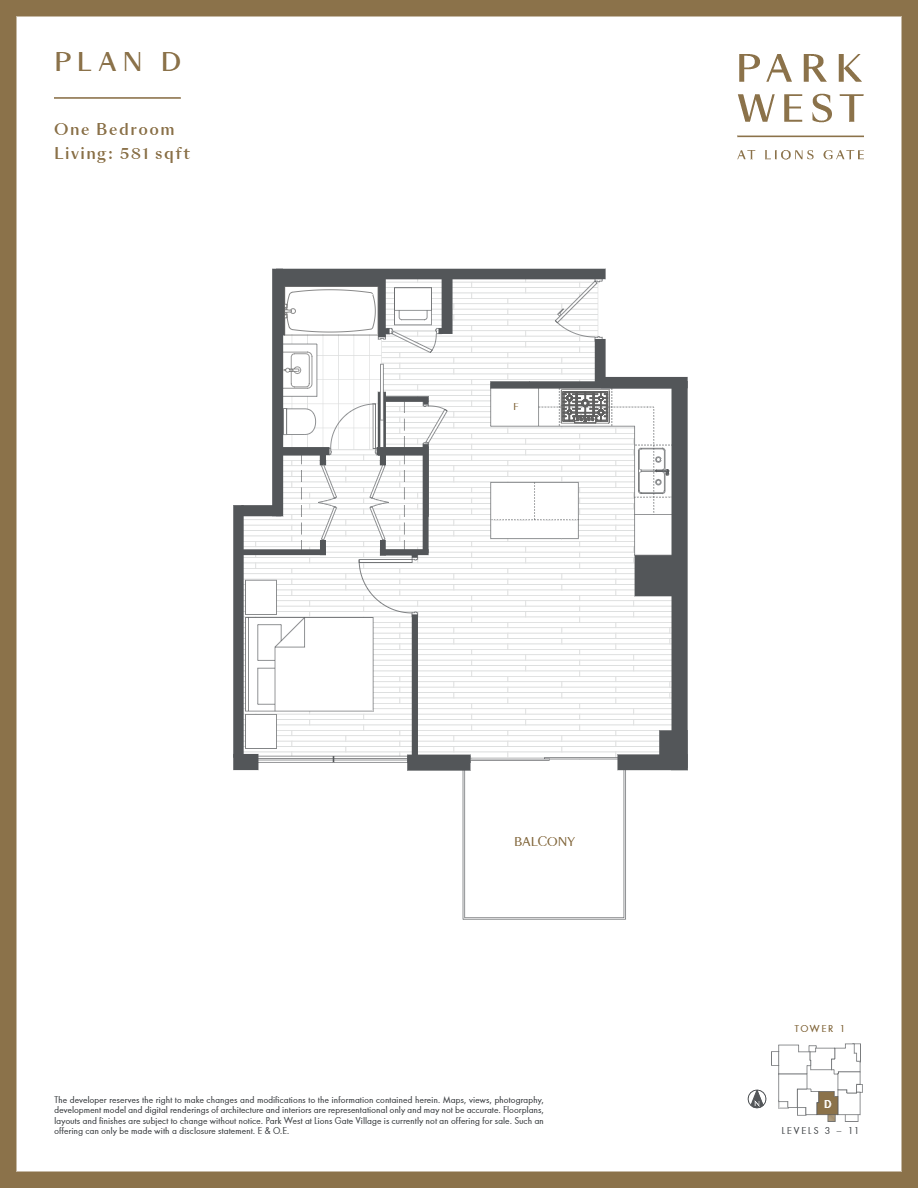 PLAN D
One Bedroom
Living: 581 sqft
PARK
WEST
AT LIONS GATE
F
BALCONY
TOWER 1
D
N
LEVELS 3 – 11
The developer reserves the right to make changes and modifications to the information contained herein. Maps, views, photography,
development model and digital renderings of architecture and interiors are representational only and may not be accurate. Floorplans,
layouts and finishes are subject to change without notice. Park West at Lions Gate Village is currently not an offering for sale. Such an
offering can only be made with a disclosure statement. E & O.E.